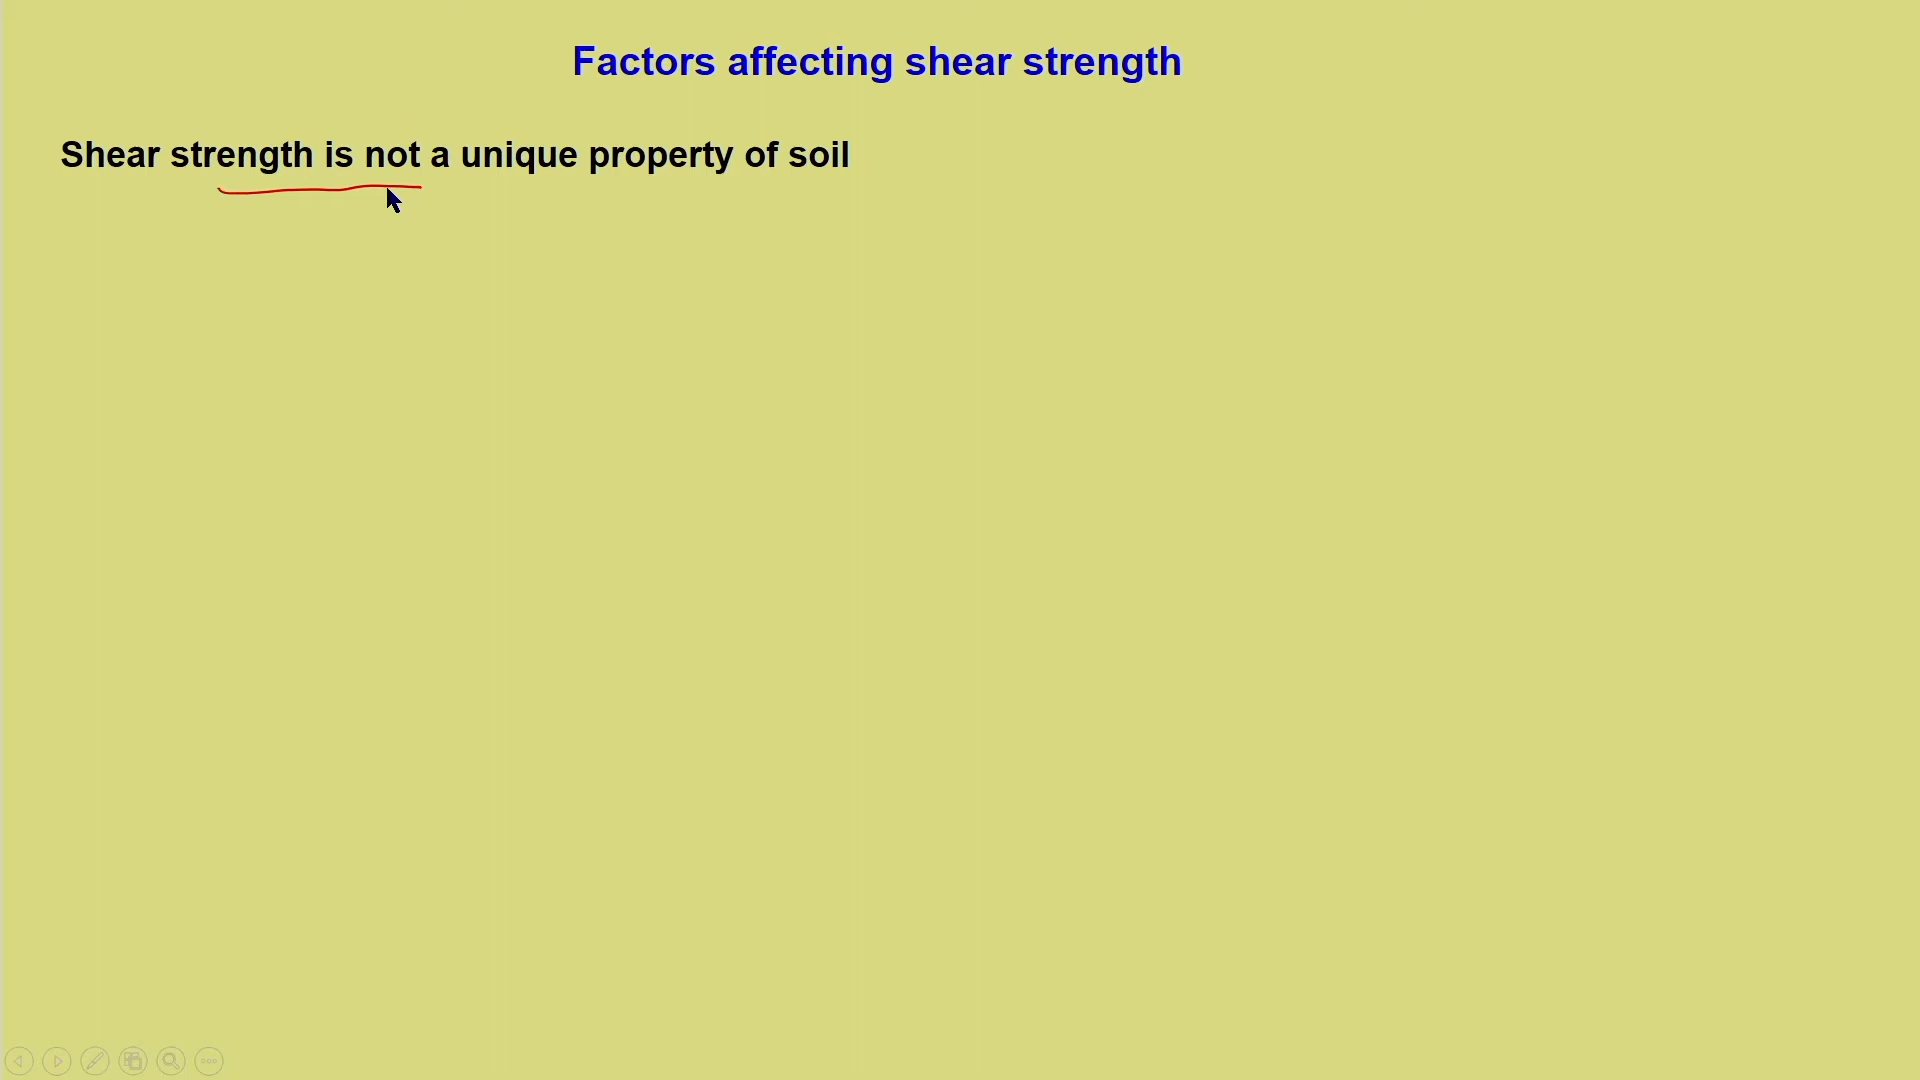 Factors affecting shear strength
Shear strength is not a unique property of soil